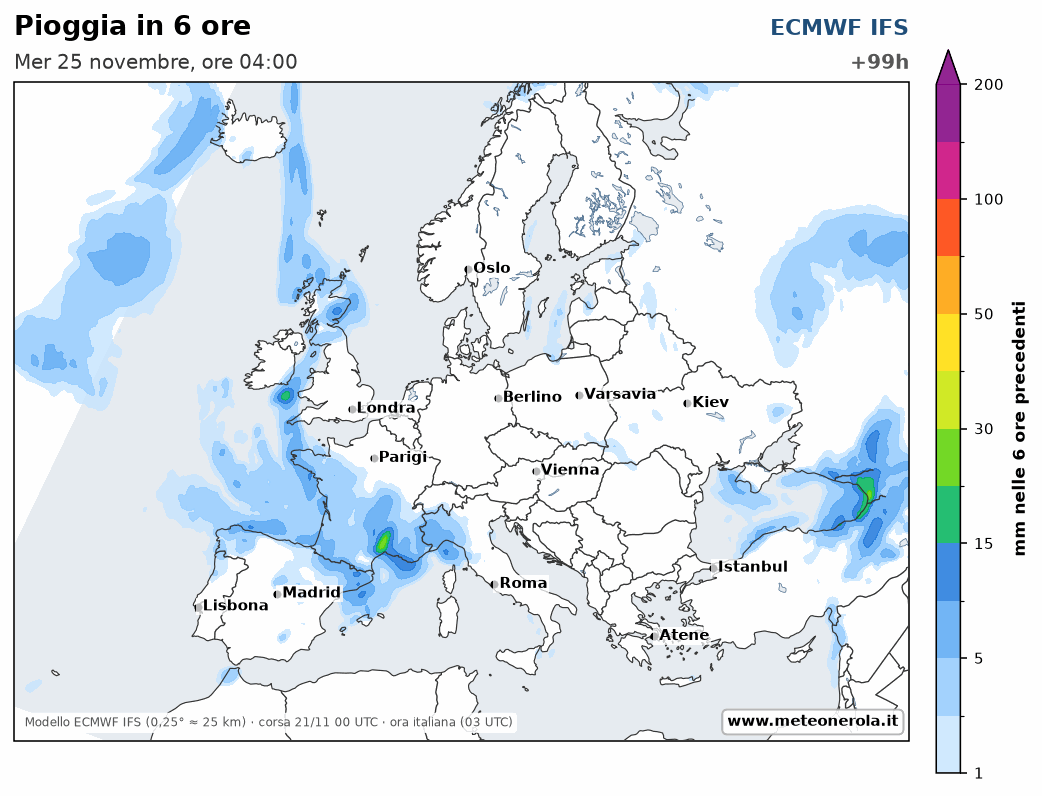 Pioggia in 6 ore
ECMWF IFS
Mer 25 novembre, ore 04:00
+99h
200
100
50
30
15
5
1
mm nelle 6 ore precedenti
Oslo
Berlino
Varsavia
Kiev
Londra
Parigi
Vienna
Istanbul
Roma
Madrid
Lisbona
Atene
Modello ECMWF IFS (0,25° ≈ 25 km) · corsa 21/11 00 UTC · ora italiana (03 UTC)
www.meteonerola.it